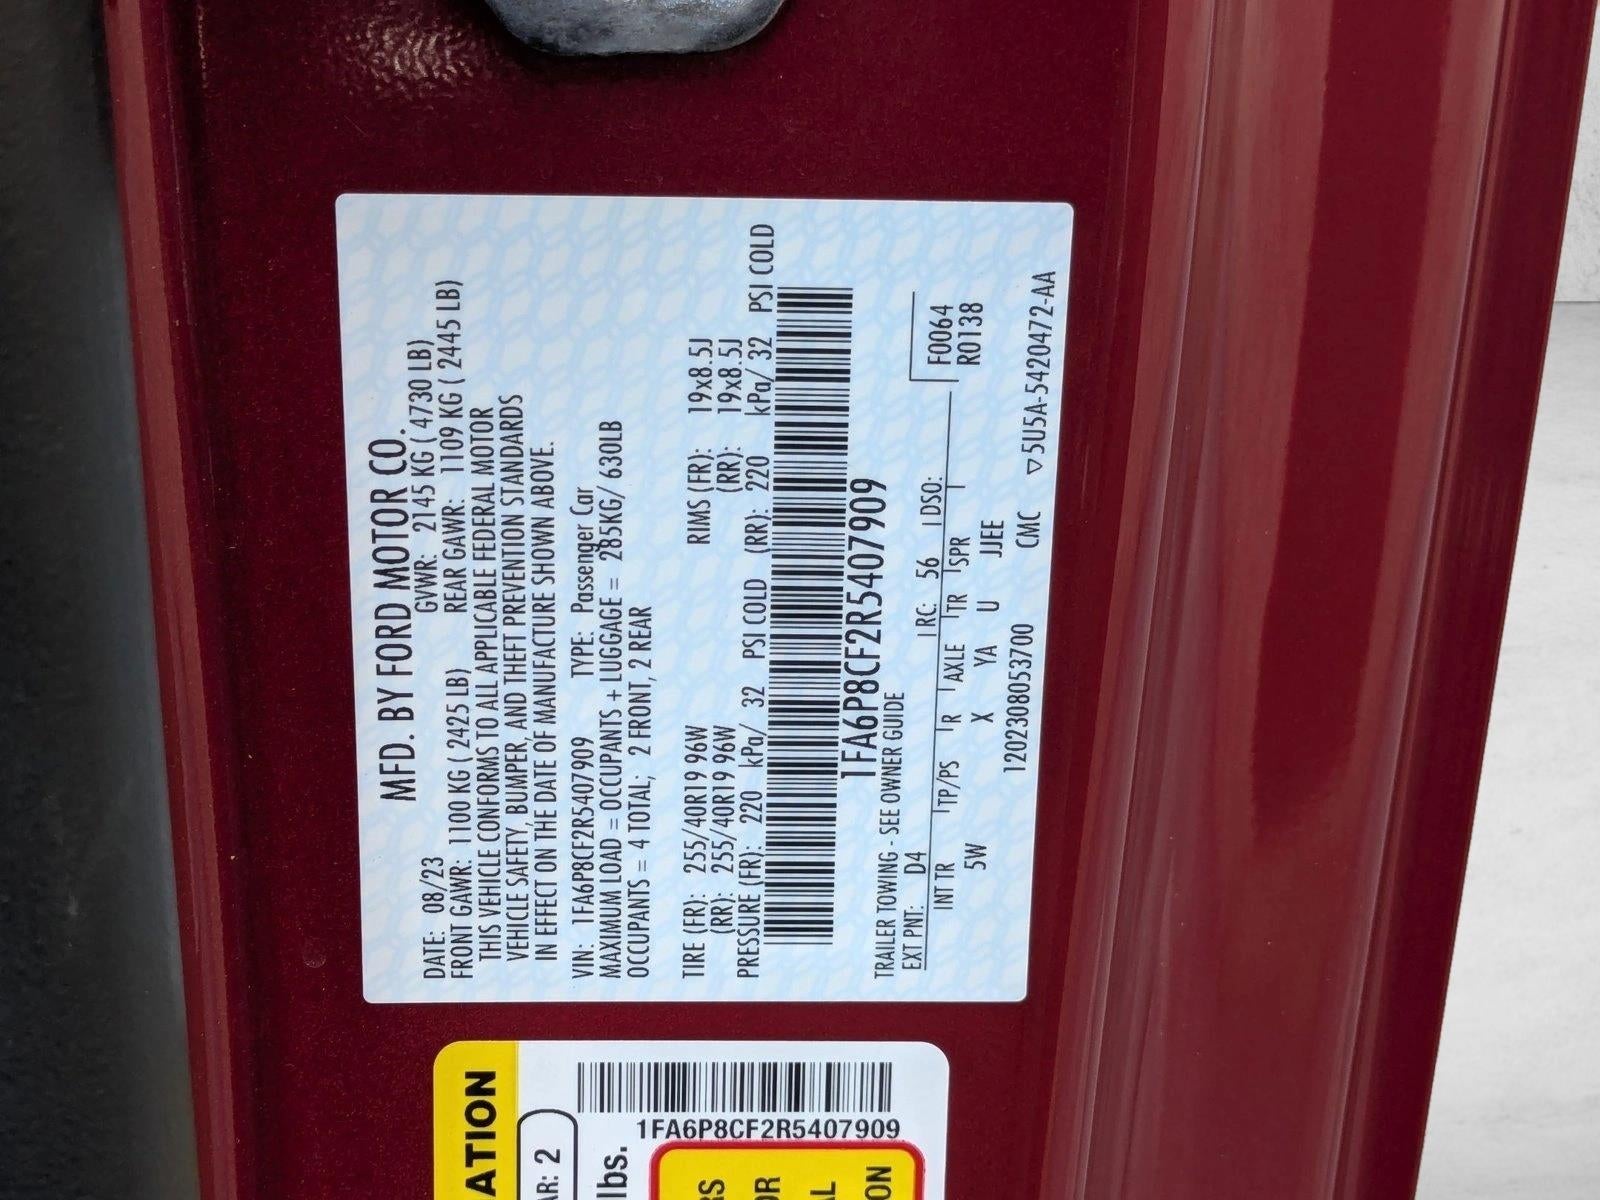 MFD. BY FORD MOTOR CO.
DATE: 08/23 GVWR: 2145 KG ( 4730 LB)
FRONT GAWR: 1100 KG ( 2425 LB) REAR GAWR: 1109 KG ( 2445 LB)
THIS VEHICLE CONFORMS TO ALL APPLICABLE FEDERAL MOTOR
VEHICLE SAFETY, BUMPER, AND THEFT PREVENTION STANDARDS
IN EFFECT ON THE DATE OF MANUFACTURE SHOWN ABOVE.
VIN: 1FA6P8CF2R5407909 TYPE: Passenger Car
MAXIMUM LOAD = OCCUPANTS + LUGGAGE = 285KG/ 630LB
OCCUPANTS = 4 TOTAL; 2 FRONT, 2 REAR
TIRE (FR): 255/40R19 96W RIMS (FR): 19x8.5J
(RR): 255/40R19 96W (RR): 19x8.5J
PRESSURE (FR): 220 kPa/ 32 PSI COLD (RR): 220 kPa/ 32 PSI COLD
1FA6P8CF2R5407909
TRAILER TOWING - SEE OWNER GUIDE
EXT PNT: D4 RC: 56 DSO: F0064
INT TR TP/PS R AXLE TR SPR R0138
5W X YA U JJEE
1202308053700 CMC ▽5U5A-5420472-AA
ATION
AR: 2
1FA6P8CF2R5407909
lbs.
RS
OR
AL
ON